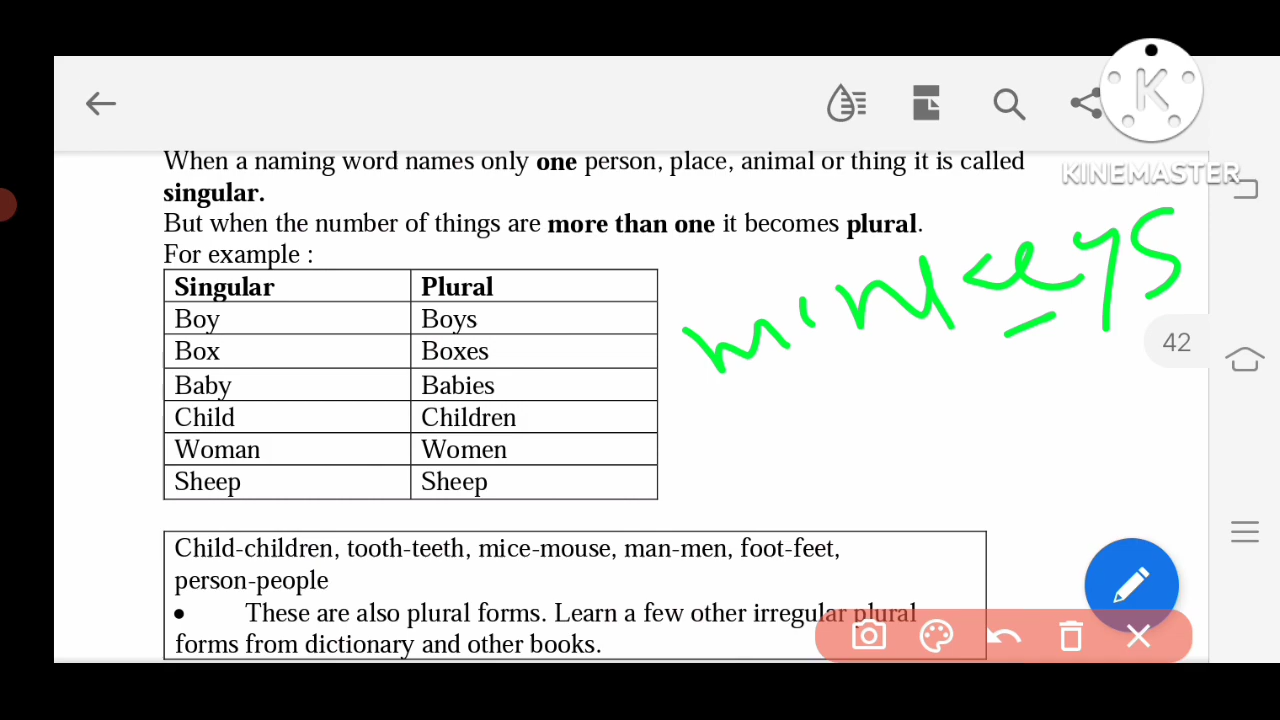 K
KINEMASTER
When a naming word names only one person, place, animal or thing it is called
singular.
But when the number of things are more than one it becomes plural.
For example :
Singular Plural
Boy Boys
Box Boxes
Baby Babies
Child Children
Woman Women
Sheep Sheep
42
Child-children, tooth-teeth, mice-mouse, man-men, foot-feet,
person-people
• These are also plural forms. Learn a few other irregular plural
forms from dictionary and other books.